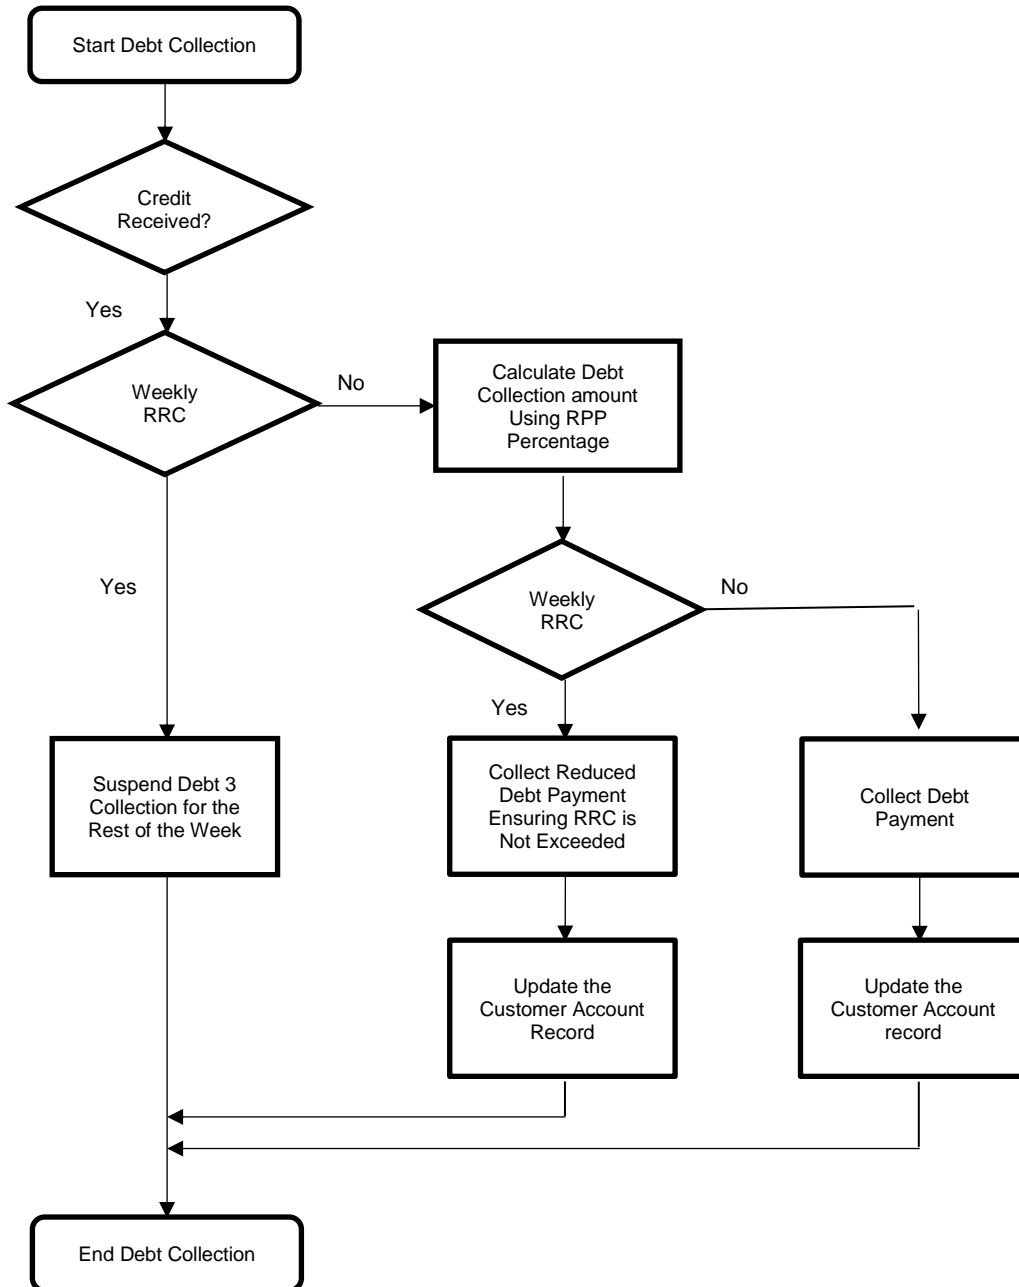 Start Debt Collection
Credit
Received?
Yes
Weekly
RRC
No
Calculate Debt
Collection amount
Using RPP
Percentage
Yes
Weekly
RRC
No
Yes
Suspend Debt 3
Collection for the
Rest of the Week
Collect Reduced
Debt Payment
Ensuring RRC is
Not Exceeded
Collect Debt
Payment
Update the
Customer Account
Record
Update the
Customer Account
record
End Debt Collection